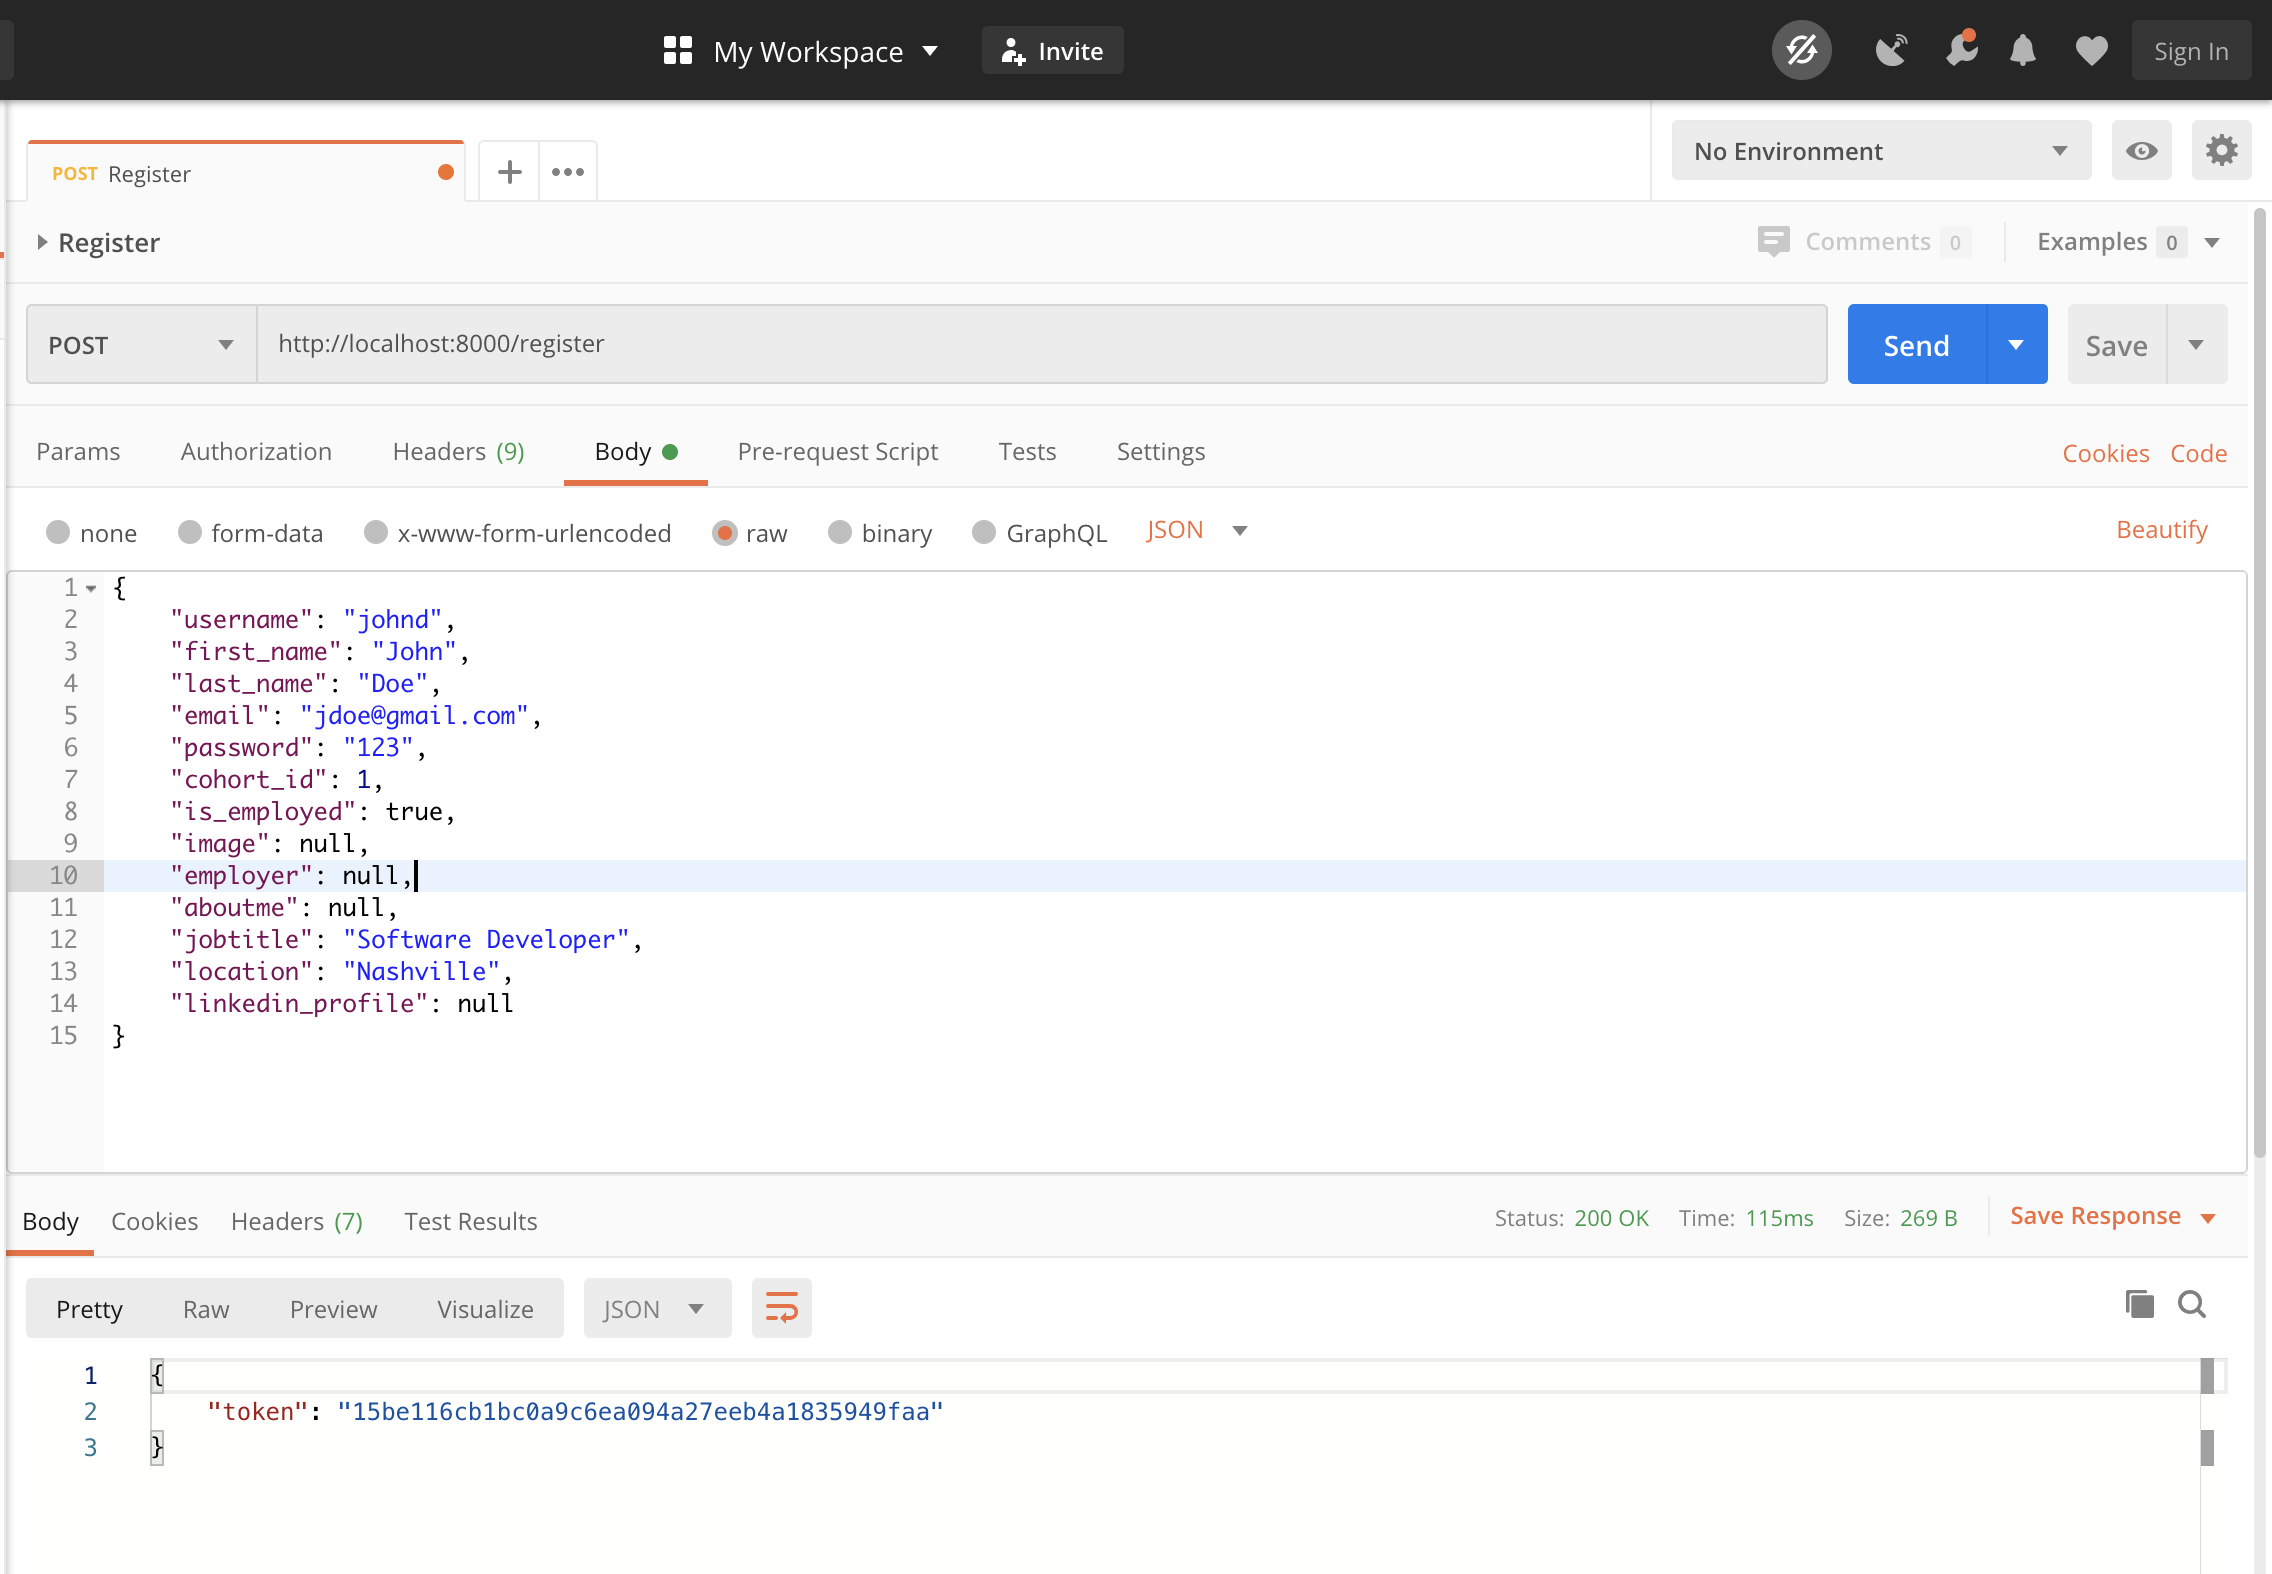 My Workspace Invite Sign In
POST Register No Environment
Register Comments 0 Examples 0
POST http://localhost:8000/register Send Save
Params Authorization Headers (9) Body Pre-request Script Tests Settings Cookies Code
none form-data x-www-form-urlencoded raw binary GraphQL JSON Beautify
1 {
2 "username": "johnd",
3 "first_name": "John",
4 "last_name": "Doe",
5 "email": "jdoe@gmail.com",
6 "password": "123",
7 "cohort_id": 1,
8 "is_employed": true,
9 "image": null,
10 "employer": null,
11 "aboutme": null,
12 "jobtitle": "Software Developer",
13 "location": "Nashville",
14 "linkedin_profile": null
15 }
Body Cookies Headers (7) Test Results Status: 200 OK Time: 115ms Size: 269 B Save Response
Pretty Raw Preview Visualize JSON
1 {
2 "token": "15be116cb1bc0a9c6ea094a27eeb4a1835949faa"
3 }